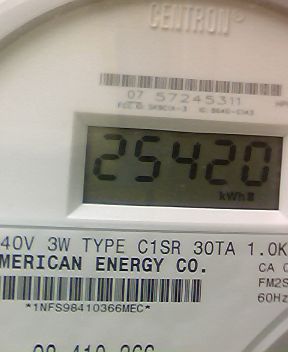 CENTRON®
07 57245311
25420
kWh
40V 3W TYPE C1SR 30TA 1.0K
MERICAN ENERGY CO.
CA 0
FM2S
60Hz
*1NFS98410366MEC*